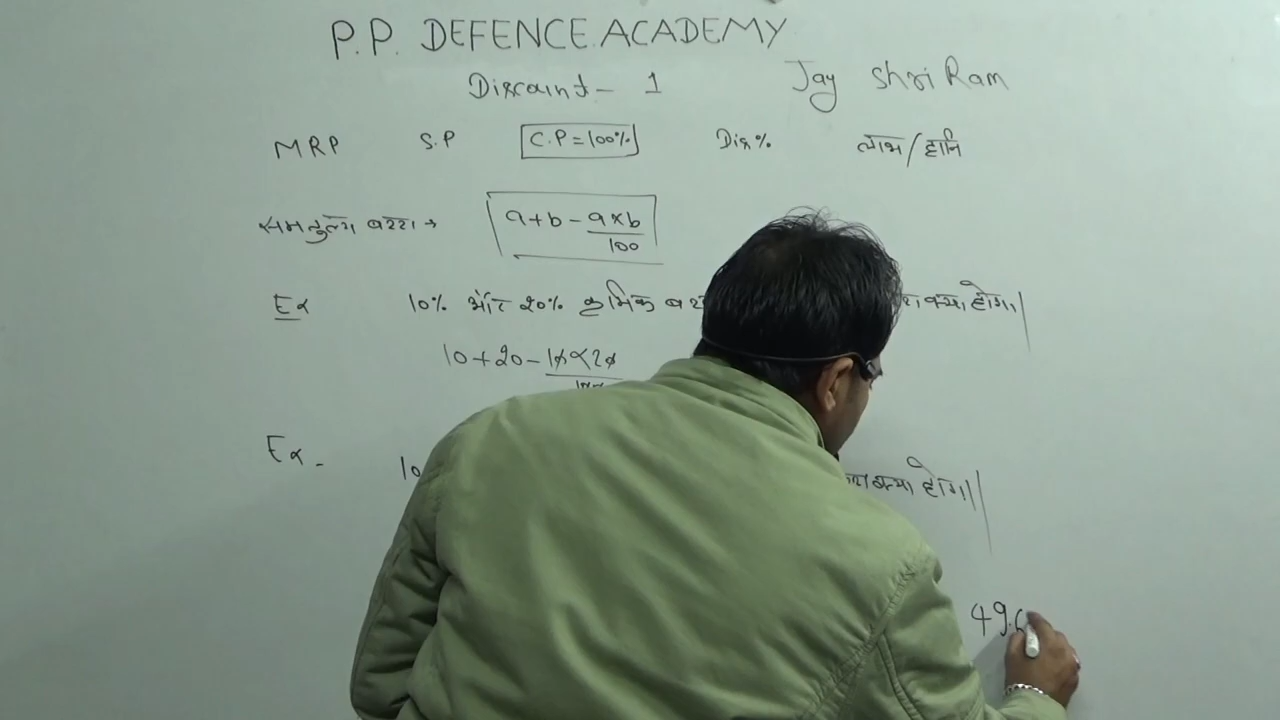 P.P. DEFENCE ACADEMY
Discount - 1 Jay Shri Ram
MRP S.P C.P = 100% Dis% लाभ/हानि
समतुल्य बट्टा → a+b - a×b/100
Ex 10% और 20% क्रमिक क्या होगा।
10+20 - 10×20
Ex - 10 क्या होगा।
49.